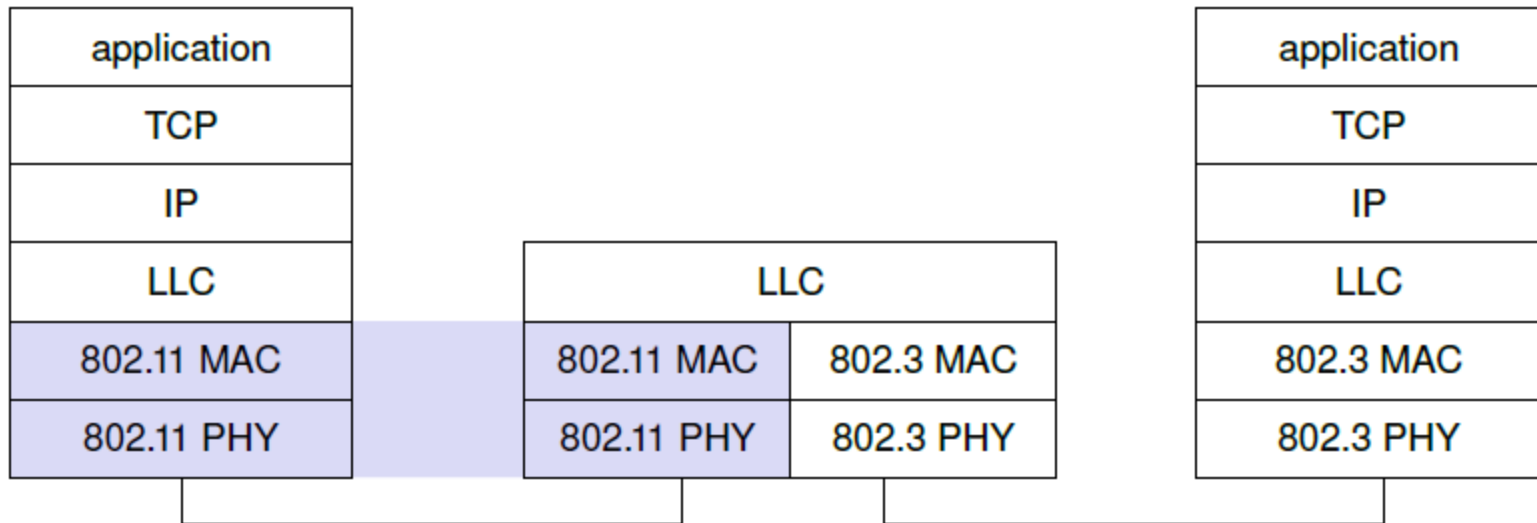 application
TCP
IP
LLC
802.11 MAC
802.11 PHY
LLC
802.11 MAC
802.3 MAC
802.11 PHY
802.3 PHY
application
TCP
IP
LLC
802.3 MAC
802.3 PHY